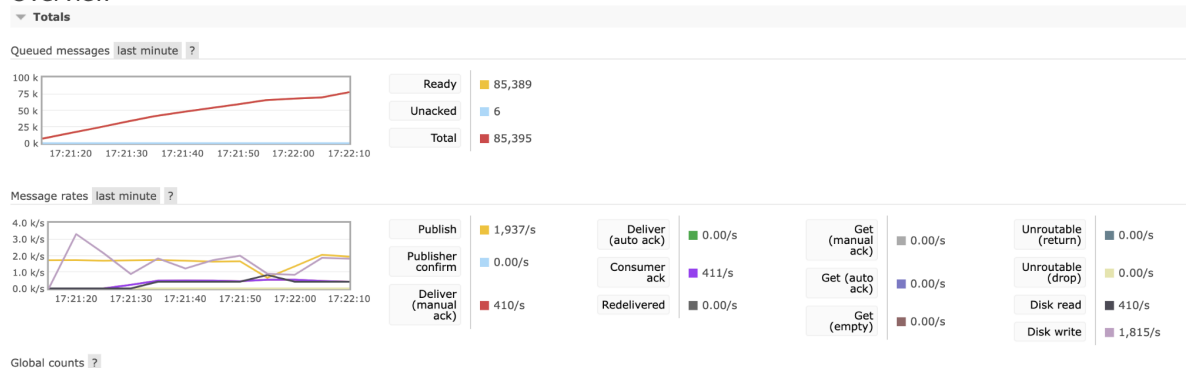 Totals
Queued messages last minute ?
100 k
75 k
50 k
25 k
0 k
17:21:20 17:21:30 17:21:40 17:21:50 17:22:00 17:22:10
Ready 85,389
Unacked 6
Total 85,395
Message rates last minute ?
4.0 k/s
3.0 k/s
2.0 k/s
1.0 k/s
0.0 k/s
17:21:20 17:21:30 17:21:40 17:21:50 17:22:00 17:22:10
Publish 1,937/s
Publisher
confirm 0.00/s
Deliver
(manual
ack) 410/s
Deliver
(auto ack) 0.00/s
Consumer
ack 411/s
Redelivered 0.00/s
Get
(manual
ack) 0.00/s
Get (auto
ack) 0.00/s
Get
(empty) 0.00/s
Unroutable
(return) 0.00/s
Unroutable
(drop) 0.00/s
Disk read 410/s
Disk write 1,815/s
Global counts ?